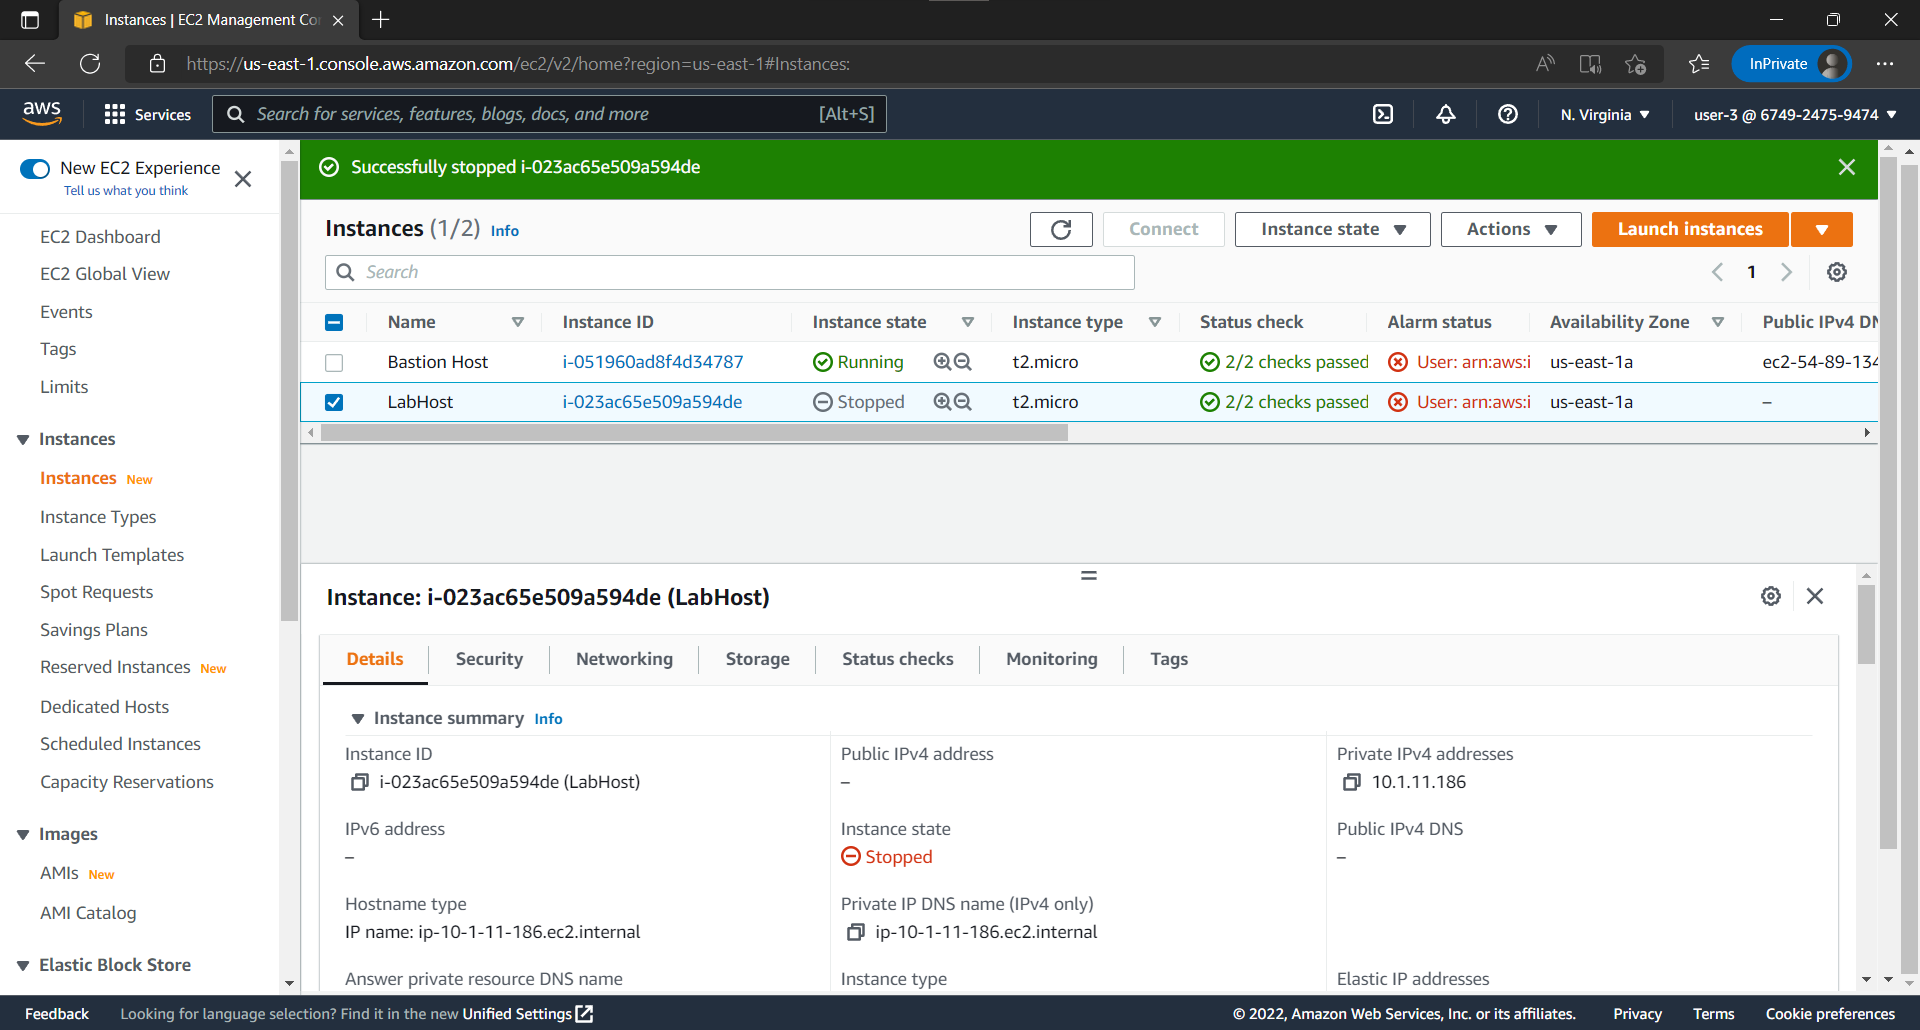 Instances | EC2 Management Co
https://us-east-1.console.aws.amazon.com/ec2/v2/home?region=us-east-1#Instances:
InPrivate
aws
Services
Search for services, features, blogs, docs, and more
[Alt+S]
N. Virginia
user-3 @ 6749-2475-9474
New EC2 Experience
Tell us what you think
EC2 Dashboard
EC2 Global View
Events
Tags
Limits
Instances
Instances New
Instance Types
Launch Templates
Spot Requests
Savings Plans
Reserved Instances New
Dedicated Hosts
Scheduled Instances
Capacity Reservations
Images
AMIs New
AMI Catalog
Elastic Block Store
Successfully stopped i-023ac65e509a594de
Instances (1/2) Info
Connect
Instance state
Actions
Launch instances
Search
1
Name Instance ID Instance state Instance type Status check Alarm status Availability Zone Public IPv4 DN
Bastion Host i-051960ad8f4d34787 Running t2.micro 2/2 checks passed User: arn:aws:i us-east-1a ec2-54-89-134
LabHost i-023ac65e509a594de Stopped t2.micro 2/2 checks passed User: arn:aws:i us-east-1a –
Instance: i-023ac65e509a594de (LabHost)
Details Security Networking Storage Status checks Monitoring Tags
Instance summary Info
Instance ID
i-023ac65e509a594de (LabHost)
Public IPv4 address
–
Private IPv4 addresses
10.1.11.186
IPv6 address
–
Instance state
Stopped
Public IPv4 DNS
–
Hostname type
IP name: ip-10-1-11-186.ec2.internal
Private IP DNS name (IPv4 only)
ip-10-1-11-186.ec2.internal
Answer private resource DNS name
Instance type
Elastic IP addresses
Feedback
Looking for language selection? Find it in the new Unified Settings
© 2022, Amazon Web Services, Inc. or its affiliates.
Privacy
Terms
Cookie preferences